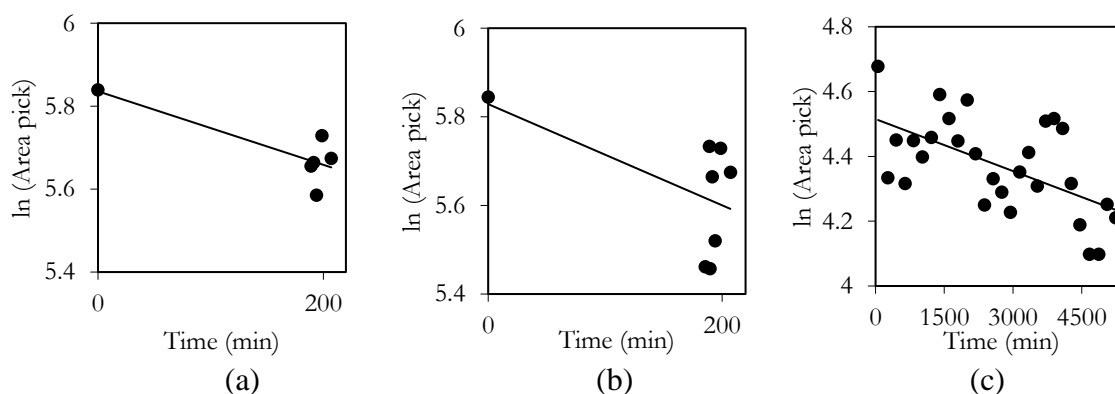 6
5.8
5.6
5.4
ln (Area pick)
0
200
Time (min)
(a)
6
5.8
5.6
5.4
ln (Area pick)
0
200
Time (min)
(b)
4.8
4.6
4.4
4.2
4
ln (Area pick)
0
1500
3000
4500
Time (min)
(c)